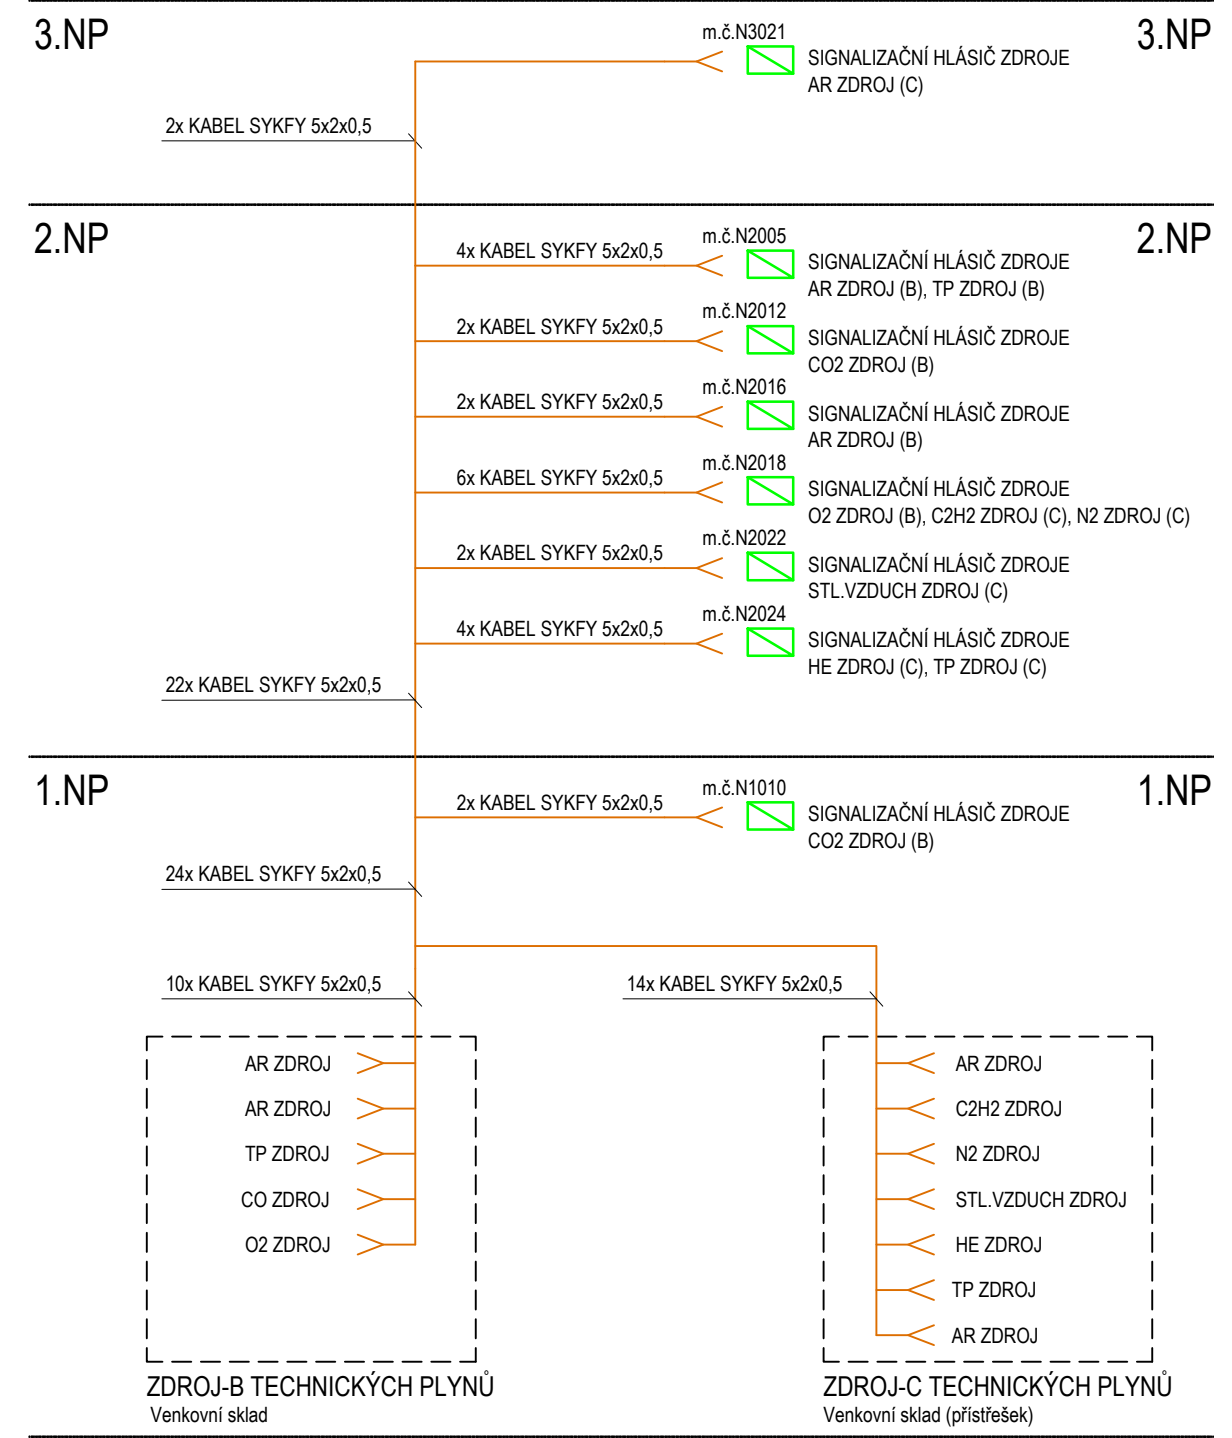 3.NP
3.NP
m.č.N3021
SIGNALIZAČNÍ HLÁSIČ ZDROJE
AR ZDROJ (C)
2x KABEL SYKFY 5x2x0,5
2.NP
2.NP
4x KABEL SYKFY 5x2x0,5
m.č.N2005
SIGNALIZAČNÍ HLÁSIČ ZDROJE
AR ZDROJ (B), TP ZDROJ (B)
2x KABEL SYKFY 5x2x0,5
m.č.N2012
SIGNALIZAČNÍ HLÁSIČ ZDROJE
CO2 ZDROJ (B)
2x KABEL SYKFY 5x2x0,5
m.č.N2016
SIGNALIZAČNÍ HLÁSIČ ZDROJE
AR ZDROJ (B)
6x KABEL SYKFY 5x2x0,5
m.č.N2018
SIGNALIZAČNÍ HLÁSIČ ZDROJE
O2 ZDROJ (B), C2H2 ZDROJ (C), N2 ZDROJ (C)
2x KABEL SYKFY 5x2x0,5
m.č.N2022
SIGNALIZAČNÍ HLÁSIČ ZDROJE
STL.VZDUCH ZDROJ (C)
4x KABEL SYKFY 5x2x0,5
m.č.N2024
SIGNALIZAČNÍ HLÁSIČ ZDROJE
HE ZDROJ (C), TP ZDROJ (C)
22x KABEL SYKFY 5x2x0,5
1.NP
1.NP
2x KABEL SYKFY 5x2x0,5
m.č.N1010
SIGNALIZAČNÍ HLÁSIČ ZDROJE
CO2 ZDROJ (B)
24x KABEL SYKFY 5x2x0,5
10x KABEL SYKFY 5x2x0,5
14x KABEL SYKFY 5x2x0,5
AR ZDROJ
AR ZDROJ
TP ZDROJ
CO ZDROJ
O2 ZDROJ
ZDROJ-B TECHNICKÝCH PLYNŮ
Venkovní sklad
AR ZDROJ
C2H2 ZDROJ
N2 ZDROJ
STL.VZDUCH ZDROJ
HE ZDROJ
TP ZDROJ
AR ZDROJ
ZDROJ-C TECHNICKÝCH PLYNŮ
Venkovní sklad (přístřešek)